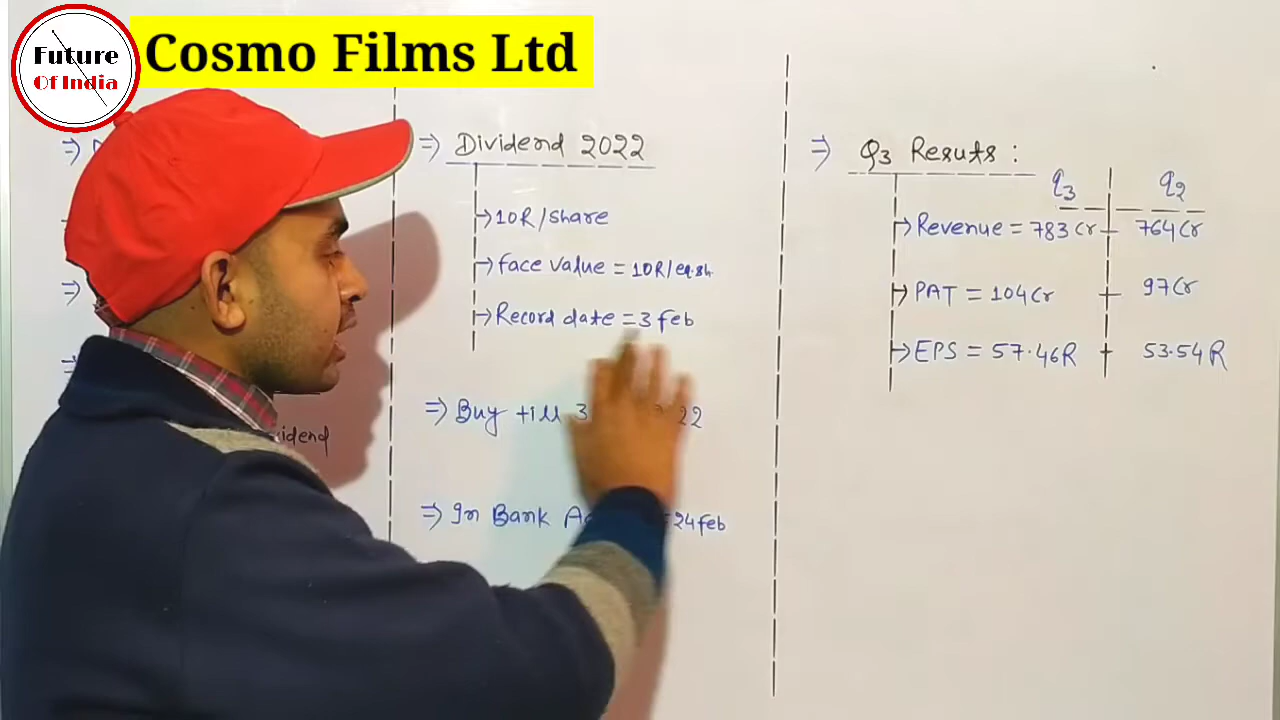 Future
Of India
Cosmo Films Ltd
idend
⇒ Dividend 2022
→ 10R/share
→ face value = 10R/eq.sh.
→ Record date = 3 feb
⇒ Buy till 3 22
⇒ In Bank 24 feb
⇒ Q3 Resuts :
q3 q2
→ Revenue = 783 Cr 764 Cr
→ PAT = 104 Cr 97 Cr
→ EPS = 57.46 R 53.54 R